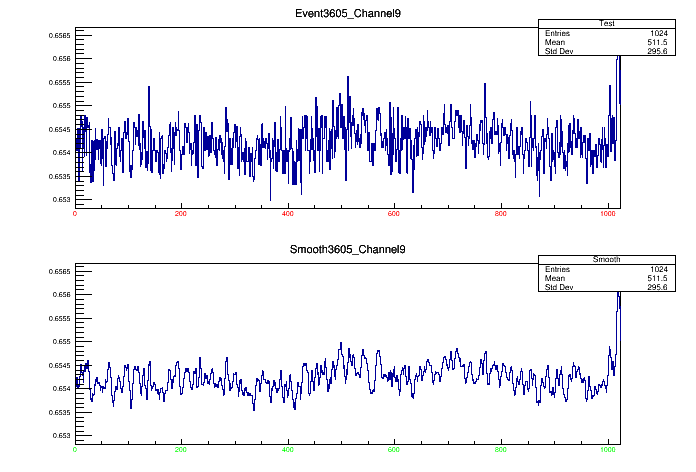 Event3605_Channel9
Test
Entries 1024
Mean 511.5
Std Dev 295.6
0.6565
0.656
0.6555
0.655
0.6545
0.654
0.6535
0.653
0 200 400 600 800 1000
Smooth3605_Channel9
Smooth
Entries 1024
Mean 511.5
Std Dev 295.6
0.6565
0.656
0.6555
0.655
0.6545
0.654
0.6535
0.653
0 200 400 600 800 1000